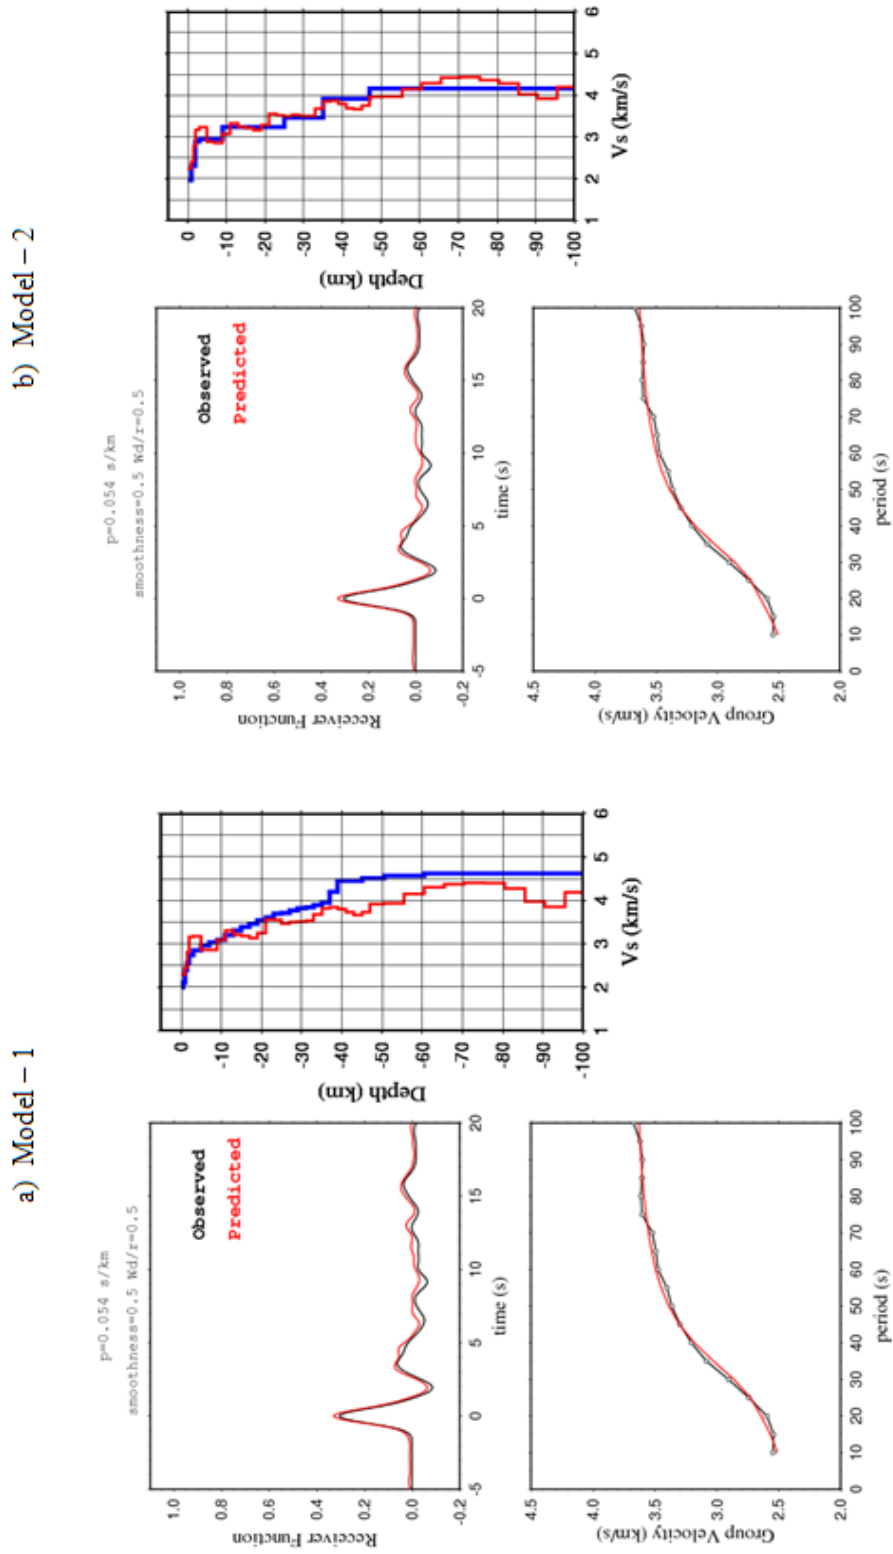 a) Model – 1
p=0.054 s/km
smoothness=0.5 Wd/r=0.5
Observed
Predicted
Receiver Function
1.0
0.8
0.6
0.4
0.2
0.0
-0.2
-5 0 5 10 15 20
time (s)
Group Velocity (km/s)
4.5
3.5
3.0
2.5
2.0
0 10 20 30 40 50 60 70 80 90 100
period (s)
Depth (km)
0
-10
-20
-30
-40
-50
-60
-70
-80
-90
-100
1 2 3 4 5 6
Vs (km/s)
b) Model – 2
p=0.054 s/km
smoothness=0.5 Wd/r=0.5
Observed
Predicted
Receiver Function
1.0
0.8
0.6
0.4
0.2
0.0
-0.2
-5 0 5 10 15 20
time (s)
Group Velocity (km/s)
4.5
4.0
3.5
3.0
2.5
2.0
0 10 20 30 40 50 60 70 80 90 100
period (s)
Depth (km)
0
-10
-20
-30
-40
-50
-60
-70
-80
-90
-100
1 2 3 4 5 6
Vs (km/s)